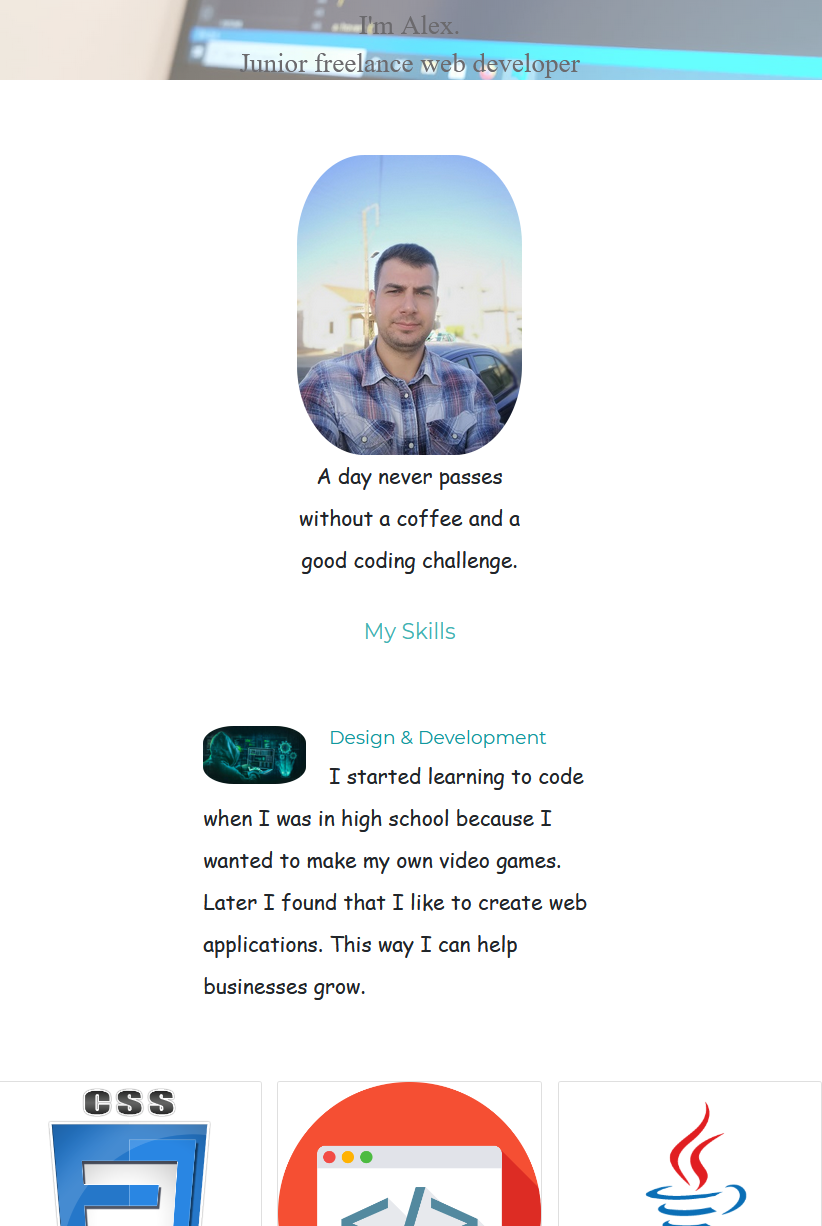 I'm Alex.
Junior freelance web developer
A day never passes
without a coffee and a
good coding challenge.
My Skills
Design & Development
I started learning to code
when I was in high school because I
wanted to make my own video games.
Later I found that I like to create web
applications. This way I can help
businesses grow.
CSS